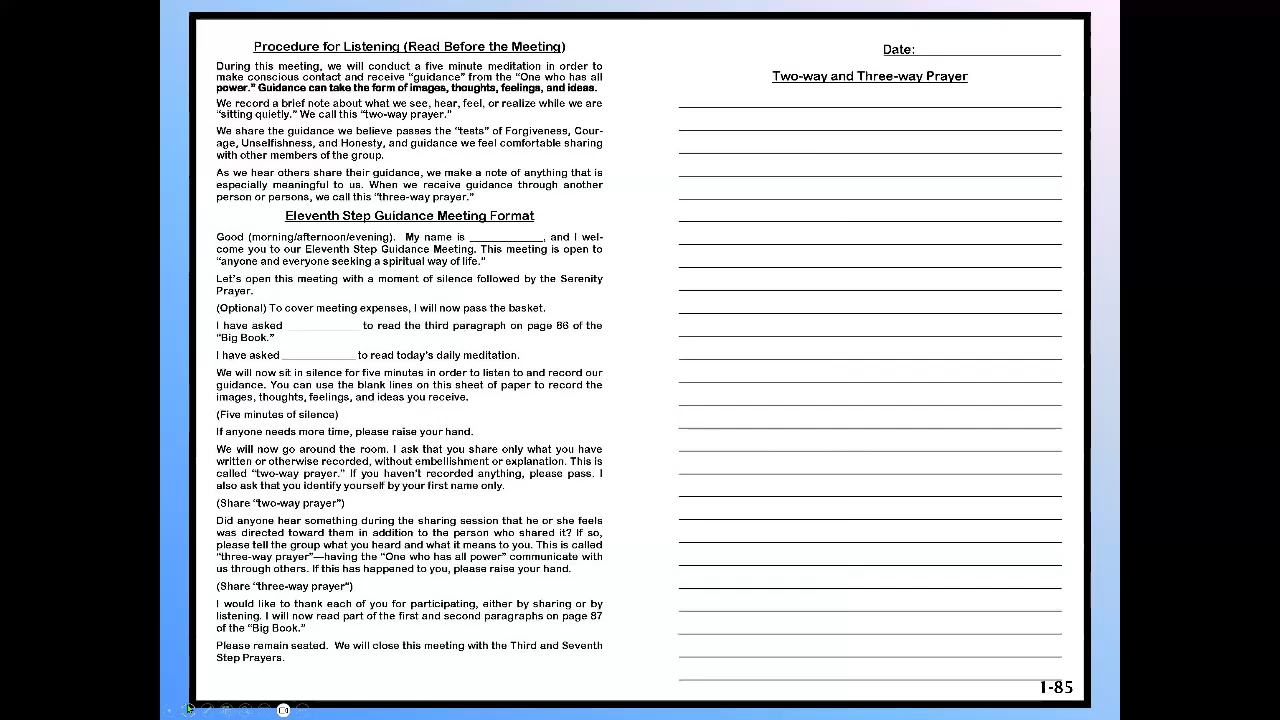 Procedure for Listening (Read Before the Meeting)
During this meeting, we will conduct a five minute meditation in order to
make conscious contact and receive “guidance” from the “One who has all
power.” Guidance can take the form of images, thoughts, feelings, and ideas.
We record a brief note about what we see, hear, feel, or realize while we are
“sitting quietly.” We call this “two-way prayer.”
We share the guidance we believe passes the “tests” of Forgiveness, Cour-
age, Unselfishness, and Honesty, and guidance we feel comfortable sharing
with other members of the group.
As we hear others share their guidance, we make a note of anything that is
especially meaningful to us. When we receive guidance through another
person or persons, we call this “three-way prayer.”
Eleventh Step Guidance Meeting Format
Good (morning/afternoon/evening). My name is ____________, and I wel-
come you to our Eleventh Step Guidance Meeting. This meeting is open to
“anyone and everyone seeking a spiritual way of life.”
Let’s open this meeting with a moment of silence followed by the Serenity
Prayer.
(Optional) To cover meeting expenses, I will now pass the basket.
I have asked ____________ to read the third paragraph on page 86 of the
“Big Book.”
I have asked ____________ to read today’s daily meditation.
We will now sit in silence for five minutes in order to listen to and record our
guidance. You can use the blank lines on this sheet of paper to record the
images, thoughts, feelings, and ideas you receive.
(Five minutes of silence)
If anyone needs more time, please raise your hand.
We will now go around the room. I ask that you share only what you have
written or otherwise recorded, without embellishment or explanation. This is
called “two-way prayer.” If you haven’t recorded anything, please pass. I
also ask that you identify yourself by your first name only.
(Share “two-way prayer”)
Did anyone hear something during the sharing session that he or she feels
was directed toward them in addition to the person who shared it? If so,
please tell the group what you heard and what it means to you. This is called
“three-way prayer”—having the “One who has all power” communicate with
us through others. If this has happened to you, please raise your hand.
(Share “three-way prayer”)
I would like to thank each of you for participating, either by sharing or by
listening. I will now read part of the first and second paragraphs on page 87
of the “Big Book.”
Please remain seated. We will close this meeting with the Third and Seventh
Step Prayers.
Date:
Two-way and Three-way Prayer
1-85